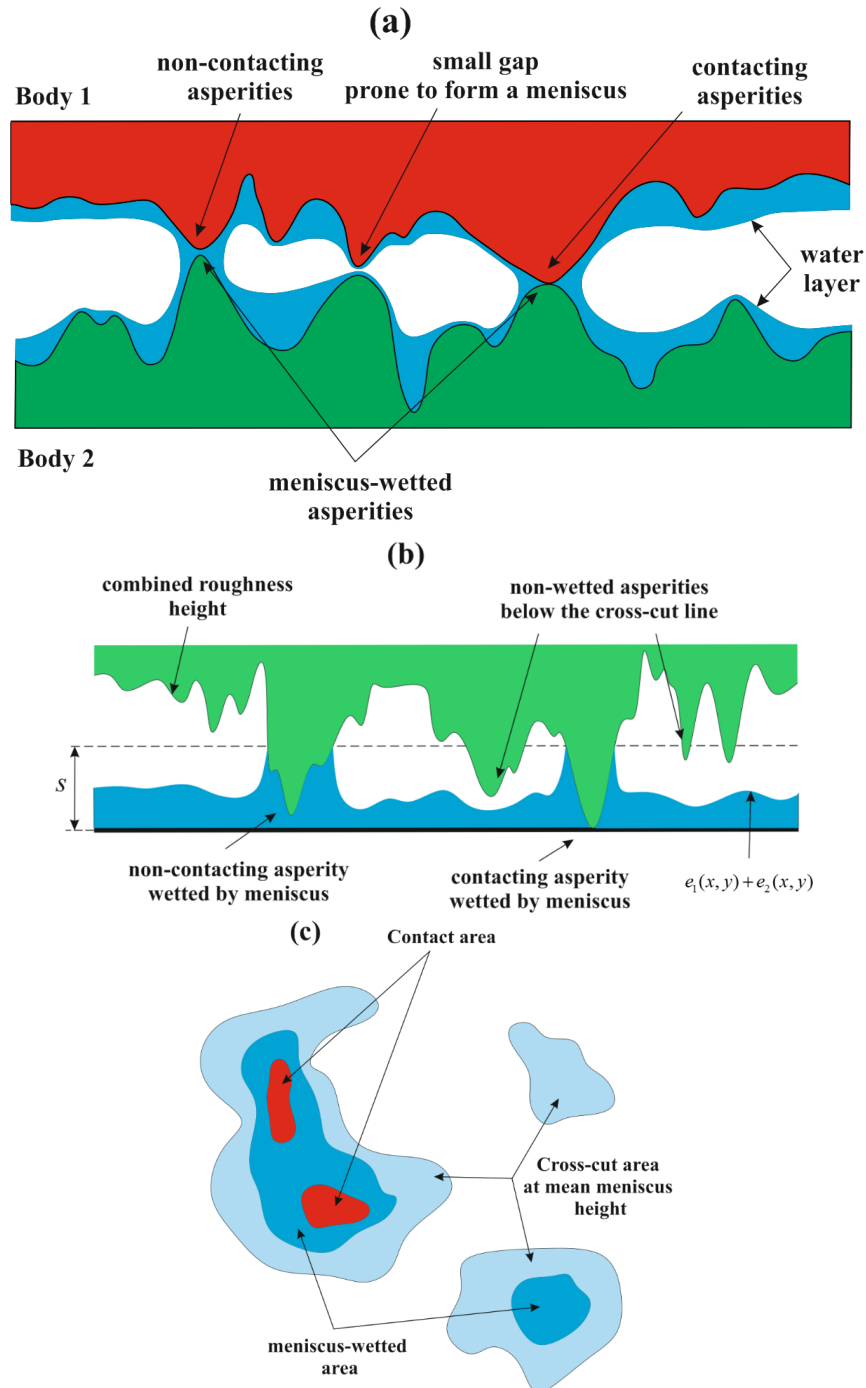 (a)
non-contacting
asperities
small gap
prone to form a meniscus
contacting
asperities
Body 1
water
layer
Body 2
meniscus-wetted
asperities
(b)
combined roughness
height
non-wetted asperities
below the cross-cut line
S
non-contacting asperity
wetted by meniscus
contacting asperity
wetted by meniscus
e₁(x, y) + e₂(x, y)
(c)
Contact area
Cross-cut area
at mean meniscus
height
meniscus-wetted
area